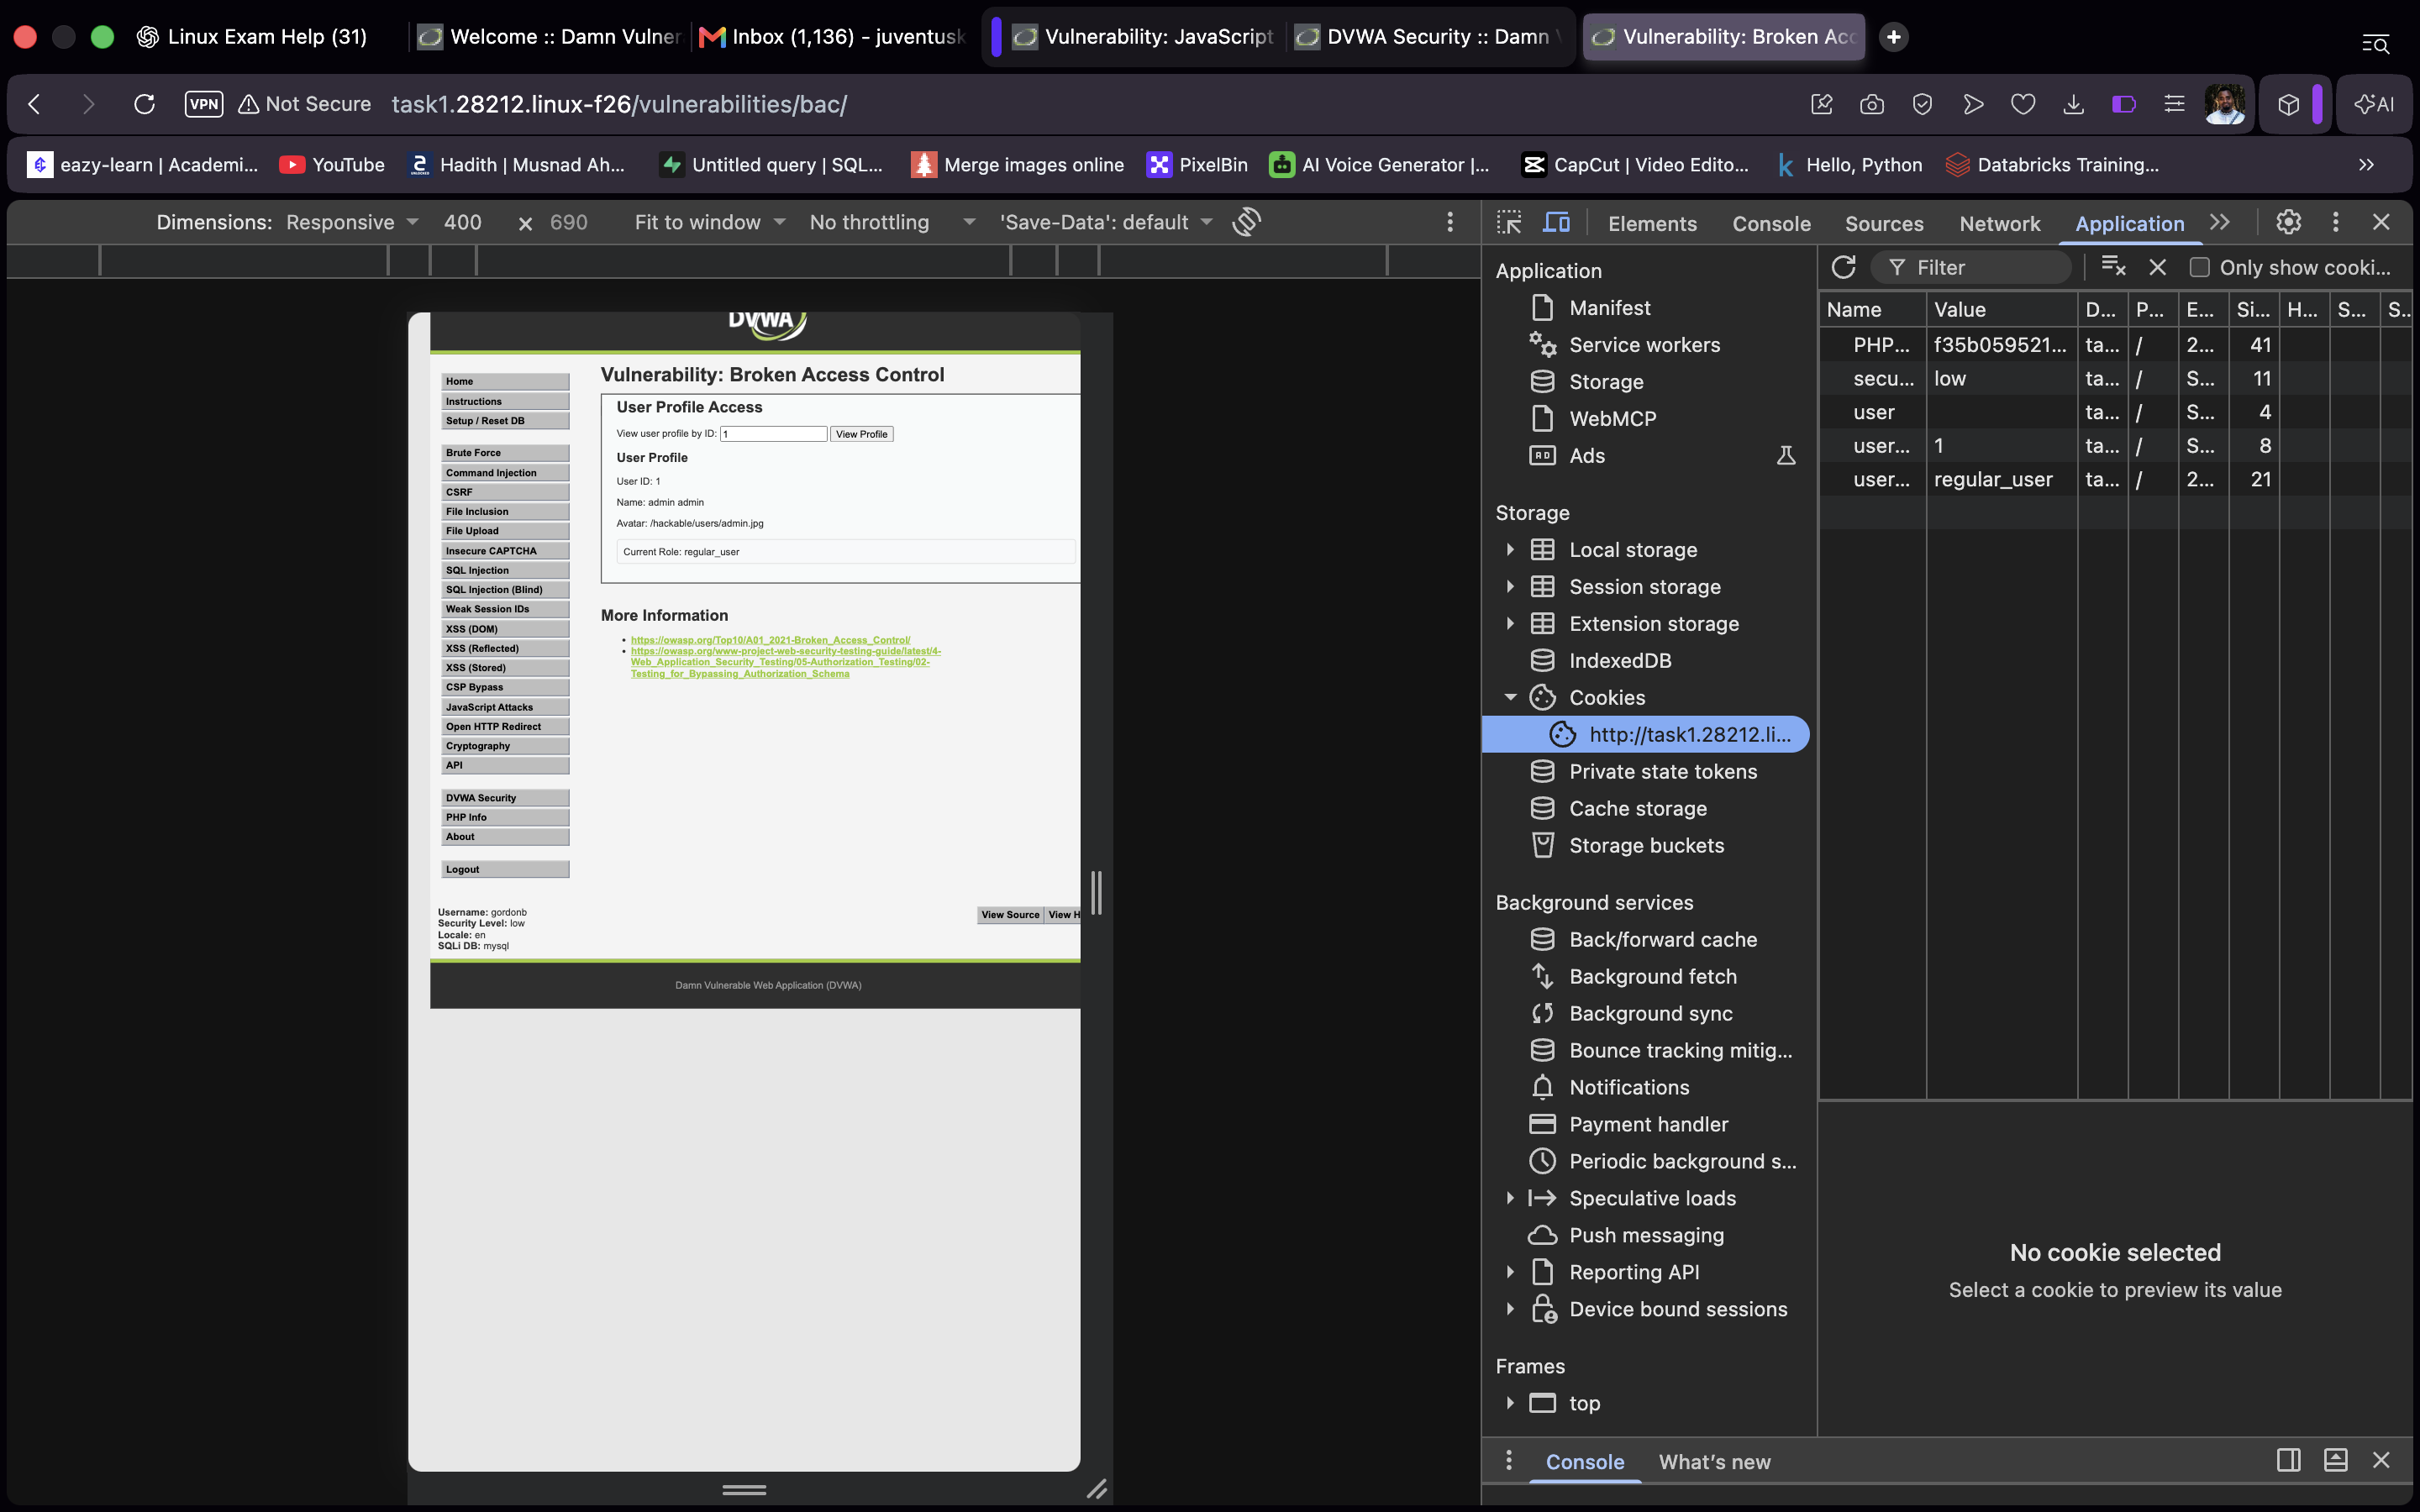 Linux Exam Help (31)
Welcome :: Damn Vulner
Inbox (1,136) - juventusk
Vulnerability: JavaScript
DVWA Security :: Damn V
Vulnerability: Broken Acc
VPN
Not Secure
task1.28212.linux-f26/vulnerabilities/bac/
AI
eazy-learn | Academi...
YouTube
Hadith | Musnad Ah...
Untitled query | SQL...
Merge images online
PixelBin
AI Voice Generator |...
CapCut | Video Edito...
Hello, Python
Databricks Training...
Dimensions: Responsive
400 x 690
Fit to window
No throttling
'Save-Data': default
DVWA
Home
Instructions
Setup / Reset DB
Brute Force
Command Injection
CSRF
File Inclusion
File Upload
Insecure CAPTCHA
SQL Injection
SQL Injection (Blind)
Weak Session IDs
XSS (DOM)
XSS (Reflected)
XSS (Stored)
CSP Bypass
JavaScript Attacks
Open HTTP Redirect
Cryptography
API
DVWA Security
PHP Info
About
Logout
Vulnerability: Broken Access Control
User Profile Access
View user profile by ID: 1 View Profile
User Profile
User ID: 1
Name: admin admin
Avatar: /hackable/users/admin.jpg
Current Role: regular_user
More Information
https://owasp.org/Top10/A01_2021-Broken_Access_Control/
https://owasp.org/www-project-web-security-testing-guide/latest/4-
Web_Application_Security_Testing/05-Authorization_Testing/02-
Testing_for_Bypassing_Authorization_Schema
Username: gordonb
Security Level: low
Locale: en
SQLi DB: mysql
View Source
View H
Damn Vulnerable Web Application (DVWA)
Elements
Console
Sources
Network
Application
Application
Manifest
Service workers
Storage
WebMCP
Ads
Storage
Local storage
Session storage
Extension storage
IndexedDB
Cookies
http://task1.28212.li...
Private state tokens
Cache storage
Storage buckets
Background services
Back/forward cache
Background fetch
Background sync
Bounce tracking mitig...
Notifications
Payment handler
Periodic background s...
Speculative loads
Push messaging
Reporting API
Device bound sessions
Frames
top
Filter
Only show cooki...
Name Value D... P... E... Si... H... S... S..
PHP... f35b059521... ta... / 2... 41
secu... low ta... / S... 11
user ta... / S... 4
user... 1 ta... / S... 8
user... regular_user ta... / 2... 21
No cookie selected
Select a cookie to preview its value
Console
What's new